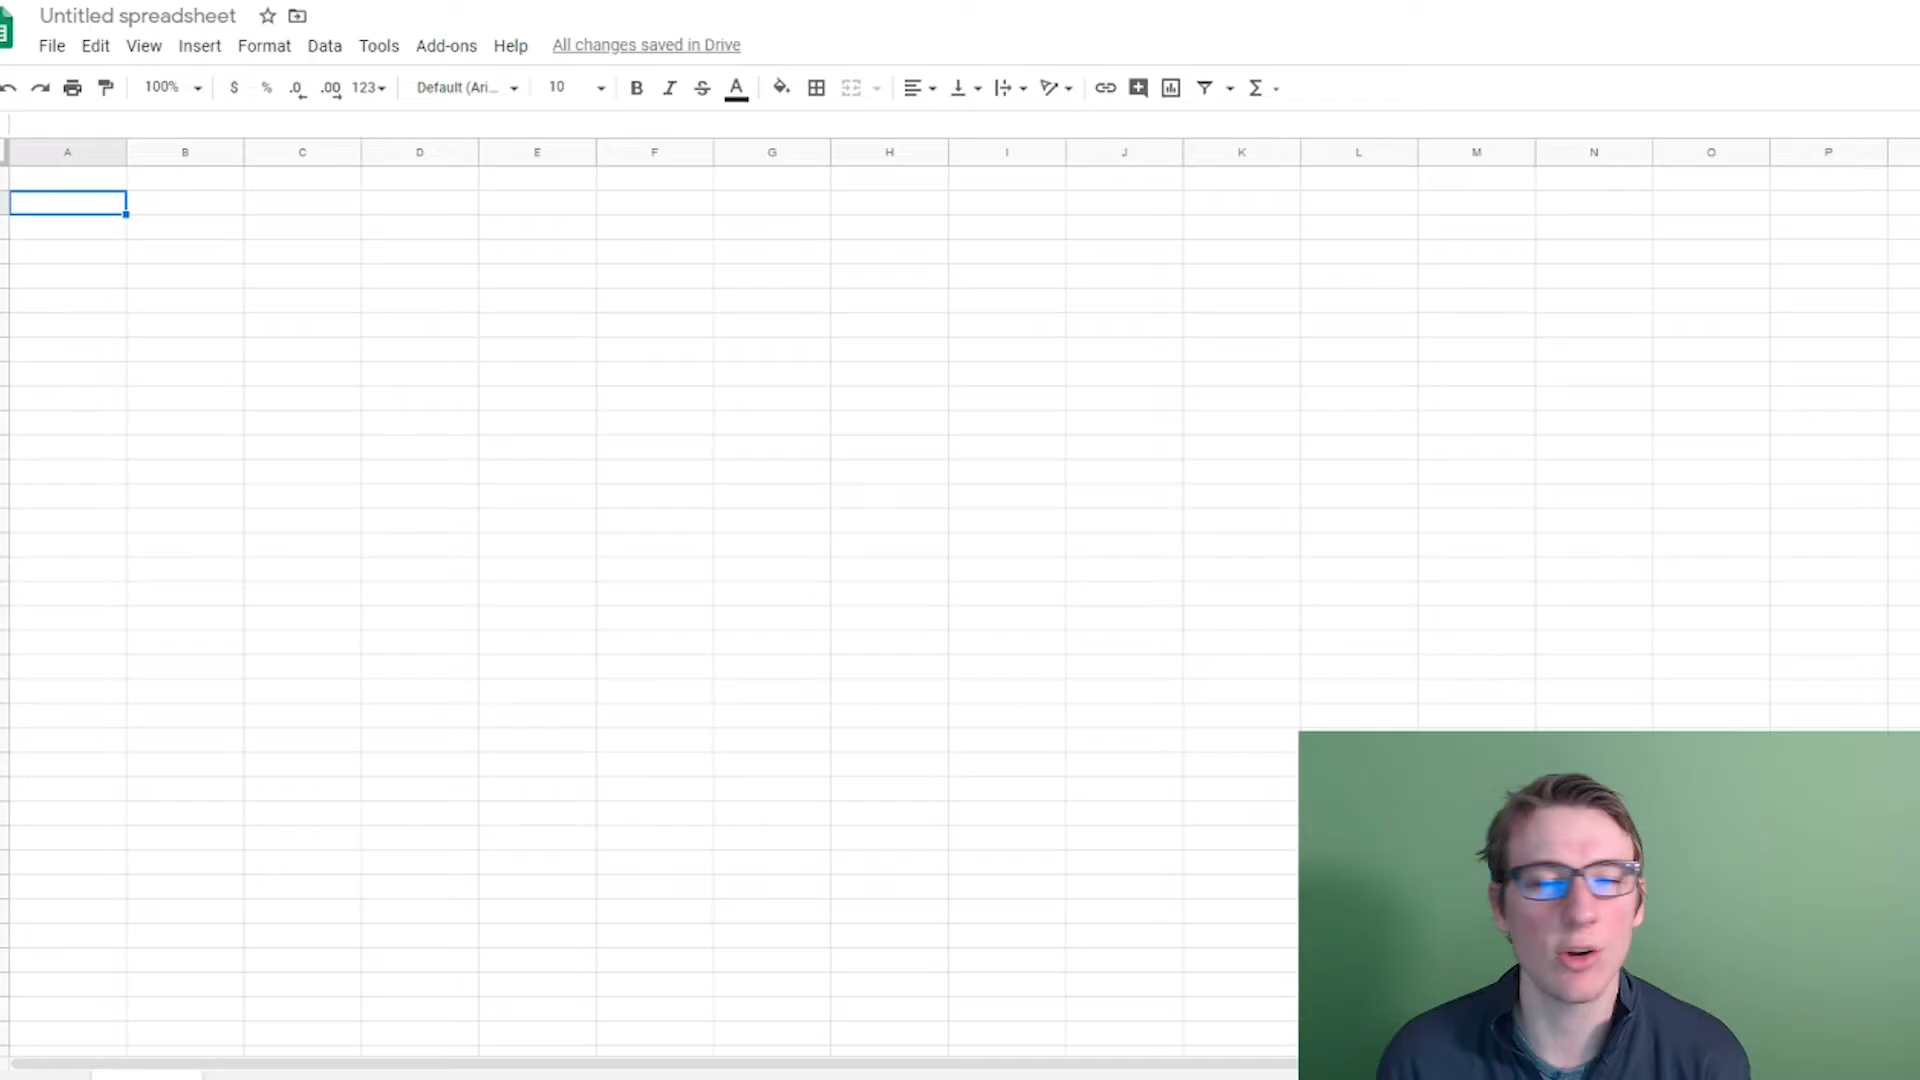 Untitled spreadsheet
File Edit View Insert Format Data Tools Add-ons Help All changes saved in Drive
100% $ % .0 .00 123 Default (Ari... 10 B I S A Σ
A B C D E F G H I J K L M N O P